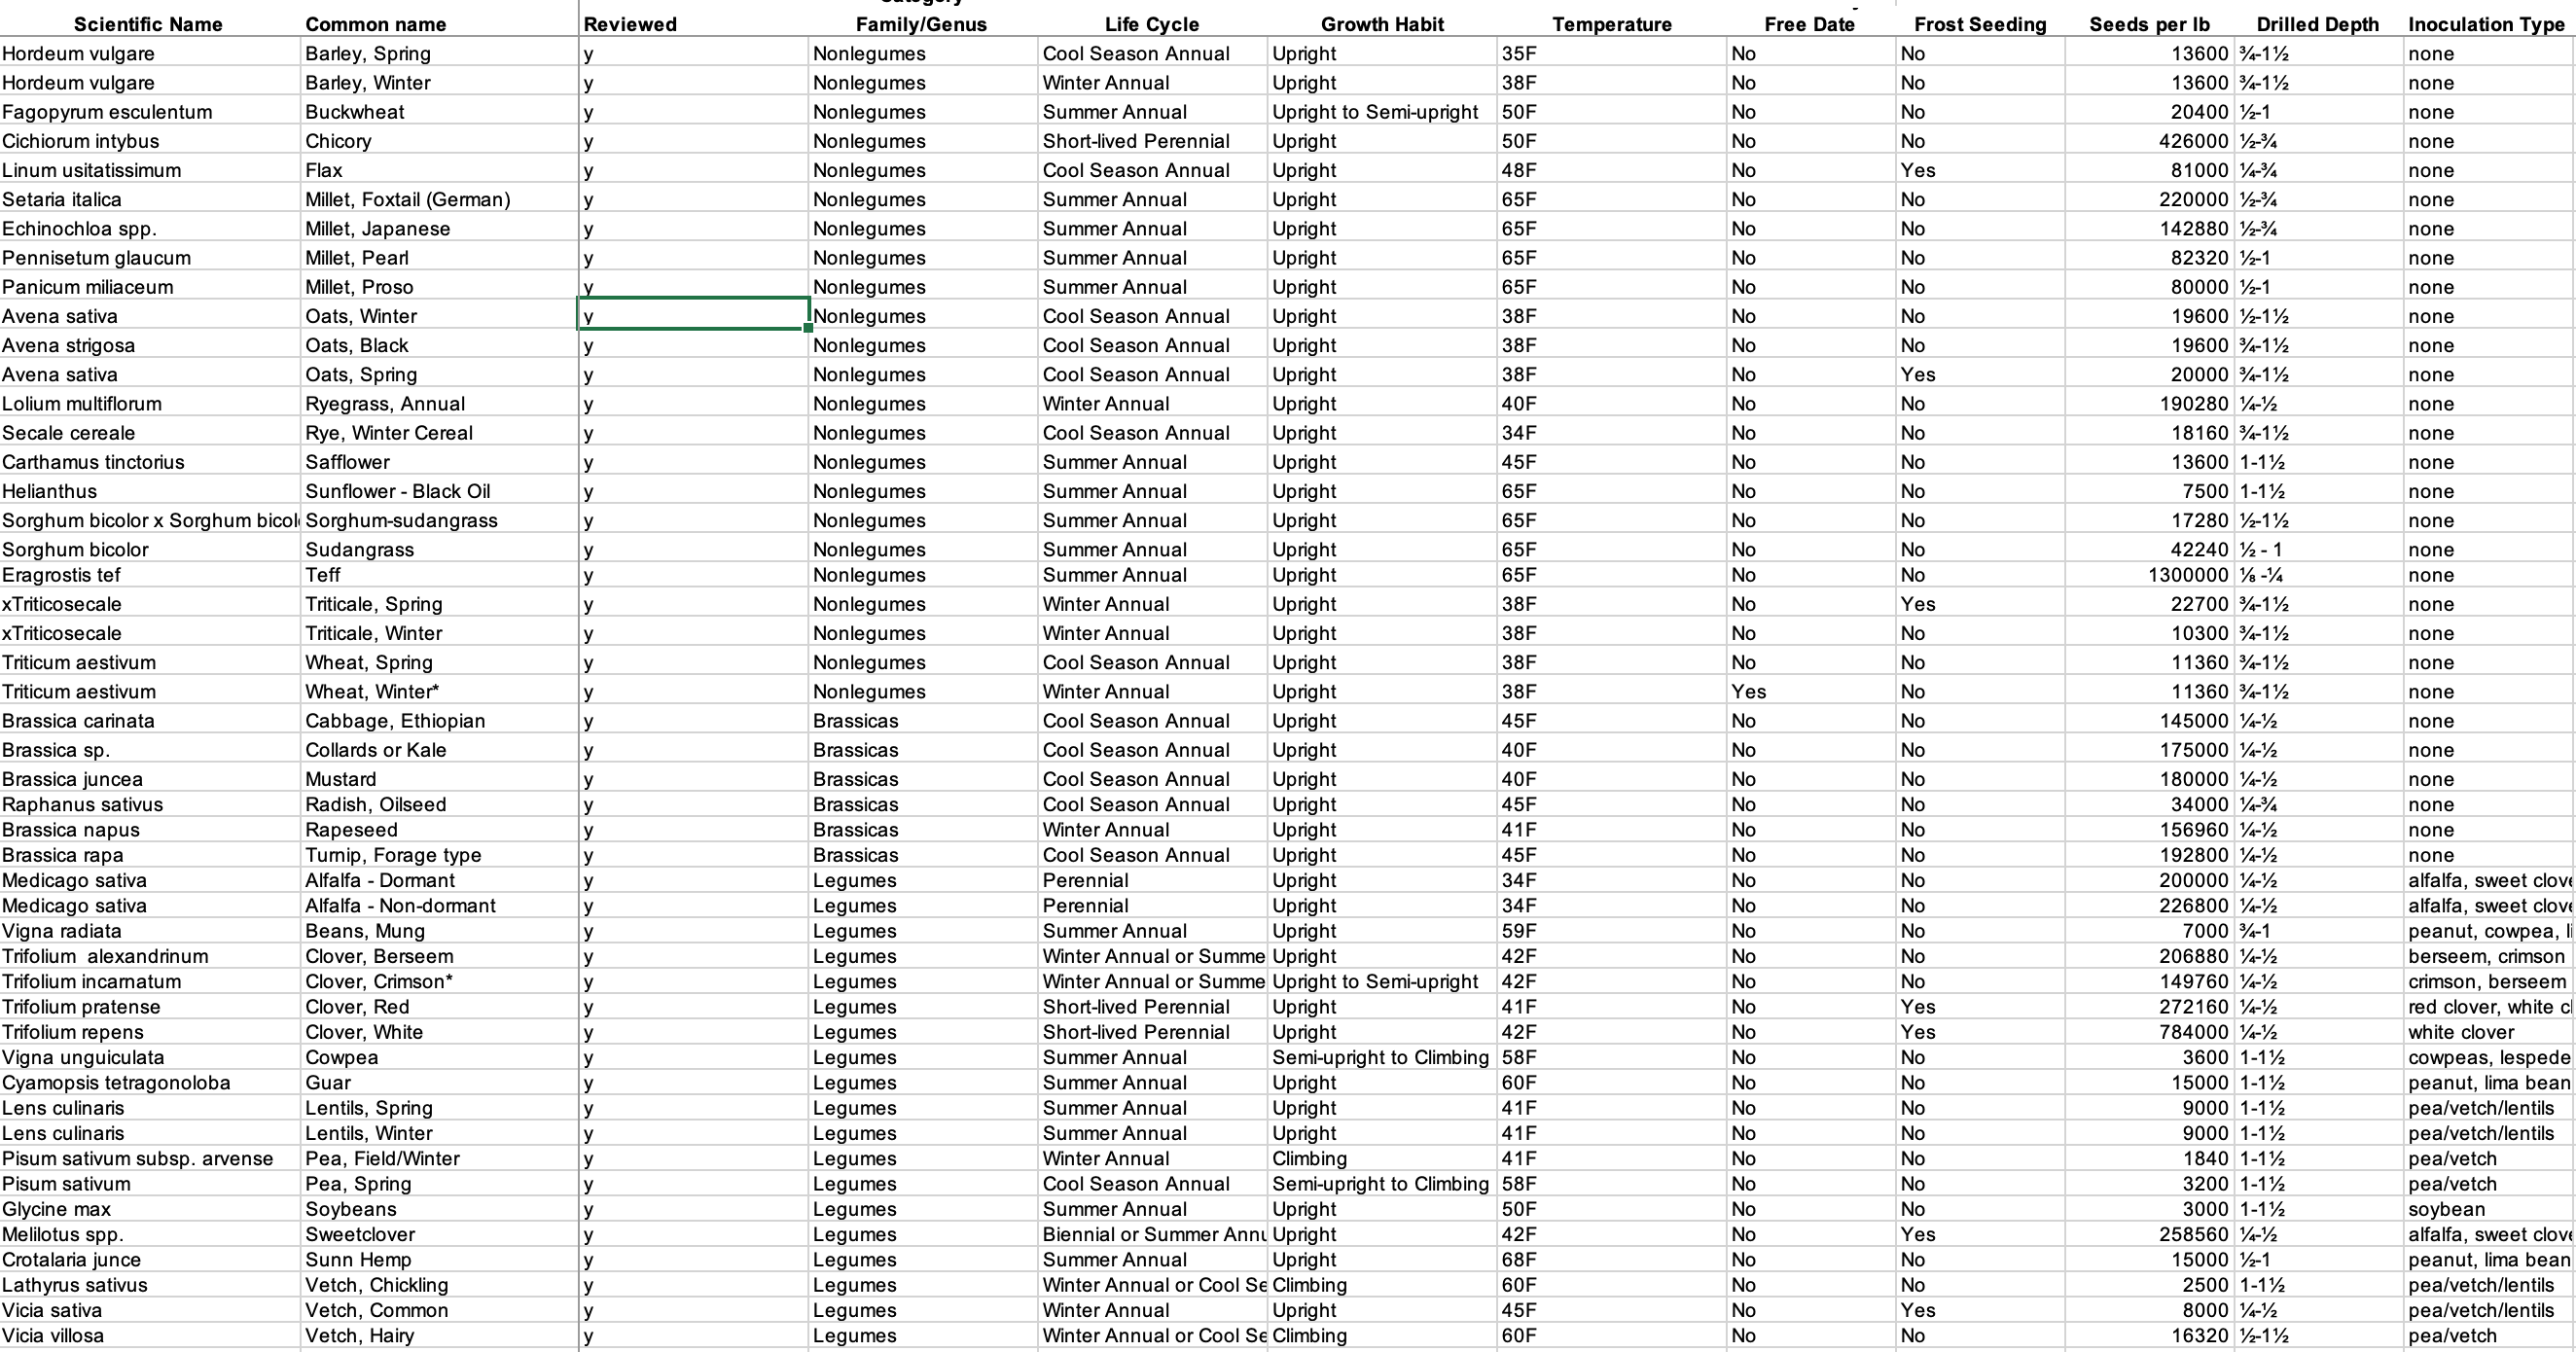 Scientific Name Common name Reviewed Family/Genus Life Cycle Growth Habit Temperature Free Date Frost Seeding Seeds per lb Drilled Depth Inoculation Type
Hordeum vulgare Barley, Spring y Nonlegumes Cool Season Annual Upright 35F No No 13600 ¾-1½ none
Hordeum vulgare Barley, Winter y Nonlegumes Winter Annual Upright 38F No No 13600 ¾-1½ none
Fagopyrum esculentum Buckwheat y Nonlegumes Summer Annual Upright to Semi-upright 50F No No 20400 ½-1 none
Cichiorum intybus Chicory y Nonlegumes Short-lived Perennial Upright 50F No No 426000 ½-¾ none
Linum usitatissimum Flax y Nonlegumes Cool Season Annual Upright 48F No Yes 81000 ¼-¾ none
Setaria italica Millet, Foxtail (German) y Nonlegumes Summer Annual Upright 65F No No 220000 ½-¾ none
Echinochloa spp. Millet, Japanese y Nonlegumes Summer Annual Upright 65F No No 142880 ½-¾ none
Pennisetum glaucum Millet, Pearl y Nonlegumes Summer Annual Upright 65F No No 82320 ½-1 none
Panicum miliaceum Millet, Proso y Nonlegumes Summer Annual Upright 65F No No 80000 ½-1 none
Avena sativa Oats, Winter y Nonlegumes Cool Season Annual Upright 38F No No 19600 ½-1½ none
Avena strigosa Oats, Black y Nonlegumes Cool Season Annual Upright 38F No No 19600 ¾-1½ none
Avena sativa Oats, Spring y Nonlegumes Cool Season Annual Upright 38F No Yes 20000 ¾-1½ none
Lolium multiflorum Ryegrass, Annual y Nonlegumes Winter Annual Upright 40F No No 190280 ¼-½ none
Secale cereale Rye, Winter Cereal y Nonlegumes Cool Season Annual Upright 34F No No 18160 ¾-1½ none
Carthamus tinctorius Safflower y Nonlegumes Summer Annual Upright 45F No No 13600 1-1½ none
Helianthus Sunflower - Black Oil y Nonlegumes Summer Annual Upright 65F No No 7500 1-1½ none
Sorghum bicolor x Sorghum bicol Sorghum-sudangrass y Nonlegumes Summer Annual Upright 65F No No 17280 ½-1½ none
Sorghum bicolor Sudangrass y Nonlegumes Summer Annual Upright 65F No No 42240 ½ - 1 none
Eragrostis tef Teff y Nonlegumes Summer Annual Upright 65F No No 1300000 ⅛ -¼ none
xTriticosecale Triticale, Spring y Nonlegumes Winter Annual Upright 38F No Yes 22700 ¾-1½ none
xTriticosecale Triticale, Winter y Nonlegumes Winter Annual Upright 38F No No 10300 ¾-1½ none
Triticum aestivum Wheat, Spring y Nonlegumes Cool Season Annual Upright 38F No No 11360 ¾-1½ none
Triticum aestivum Wheat, Winter* y Nonlegumes Winter Annual Upright 38F Yes No 11360 ¾-1½ none
Brassica carinata Cabbage, Ethiopian y Brassicas Cool Season Annual Upright 45F No No 145000 ¼-½ none
Brassica sp. Collards or Kale y Brassicas Cool Season Annual Upright 40F No No 175000 ¼-½ none
Brassica juncea Mustard y Brassicas Cool Season Annual Upright 40F No No 180000 ¼-½ none
Raphanus sativus Radish, Oilseed y Brassicas Cool Season Annual Upright 45F No No 34000 ¼-¾ none
Brassica napus Rapeseed y Brassicas Winter Annual Upright 41F No No 156960 ¼-½ none
Brassica rapa Turnip, Forage type y Brassicas Cool Season Annual Upright 45F No No 192800 ¼-½ none
Medicago sativa Alfalfa - Dormant y Legumes Perennial Upright 34F No No 200000 ¼-½ alfalfa, sweet clove
Medicago sativa Alfalfa - Non-dormant y Legumes Perennial Upright 34F No No 226800 ¼-½ alfalfa, sweet clove
Vigna radiata Beans, Mung y Legumes Summer Annual Upright 59F No No 7000 ¾-1 peanut, cowpea, li
Trifolium alexandrinum Clover, Berseem y Legumes Winter Annual or Summe Upright 42F No No 206880 ¼-½ berseem, crimson
Trifolium incarnatum Clover, Crimson* y Legumes Winter Annual or Summe Upright to Semi-upright 42F No No 149760 ¼-½ crimson, berseem
Trifolium pratense Clover, Red y Legumes Short-lived Perennial Upright 41F No Yes 272160 ¼-½ red clover, white cl
Trifolium repens Clover, White y Legumes Short-lived Perennial Upright 42F No Yes 784000 ¼-½ white clover
Vigna unguiculata Cowpea y Legumes Summer Annual Semi-upright to Climbing 58F No No 3600 1-1½ cowpeas, lespede
Cyamopsis tetragonoloba Guar y Legumes Summer Annual Upright 60F No No 15000 1-1½ peanut, lima bean
Lens culinaris Lentils, Spring y Legumes Summer Annual Upright 41F No No 9000 1-1½ pea/vetch/lentils
Lens culinaris Lentils, Winter y Legumes Summer Annual Upright 41F No No 9000 1-1½ pea/vetch/lentils
Pisum sativum subsp. arvense Pea, Field/Winter y Legumes Winter Annual Climbing 41F No No 1840 1-1½ pea/vetch
Pisum sativum Pea, Spring y Legumes Cool Season Annual Semi-upright to Climbing 58F No No 3200 1-1½ pea/vetch
Glycine max Soybeans y Legumes Summer Annual Upright 50F No No 3000 1-1½ soybean
Melilotus spp. Sweetclover y Legumes Biennial or Summer Annu Upright 42F No Yes 258560 ¼-½ alfalfa, sweet clove
Crotalaria junce Sunn Hemp y Legumes Summer Annual Upright 68F No No 15000 ½-1 peanut, lima bean
Lathyrus sativus Vetch, Chickling y Legumes Winter Annual or Cool Se Climbing 60F No No 2500 1-1½ pea/vetch/lentils
Vicia sativa Vetch, Common y Legumes Winter Annual Upright 45F No Yes 8000 ¼-½ pea/vetch/lentils
Vicia villosa Vetch, Hairy y Legumes Winter Annual or Cool Se Climbing 60F No No 16320 ½-1½ pea/vetch